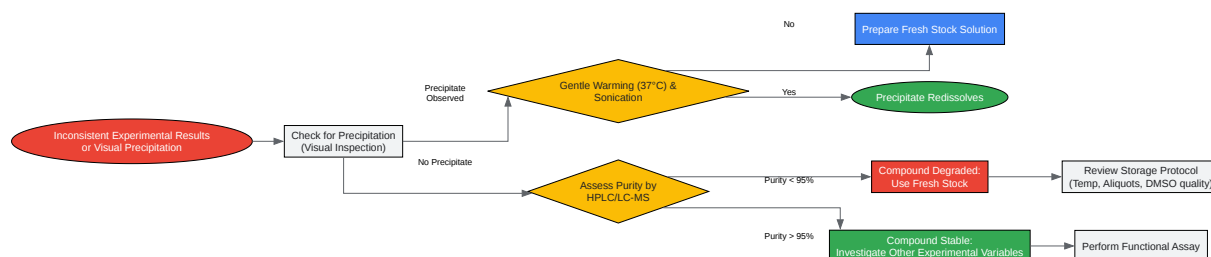 No
Prepare Fresh Stock Solution
Precipitate
Observed
Gentle Warming (37°C) &
Sonication
Yes
Precipitate Redissolves
Inconsistent Experimental Results
or Visual Precipitation
Check for Precipitation
(Visual Inspection)
No Precipitate
Assess Purity by
HPLC/LC-MS
Purity < 95%
Compound Degraded:
Use Fresh Stock
Review Storage Protocol
(Temp, Aliquots, DMSO quality)
Purity > 95%
Compound Stable:
Investigate Other Experimental Variables
Perform Functional Assay